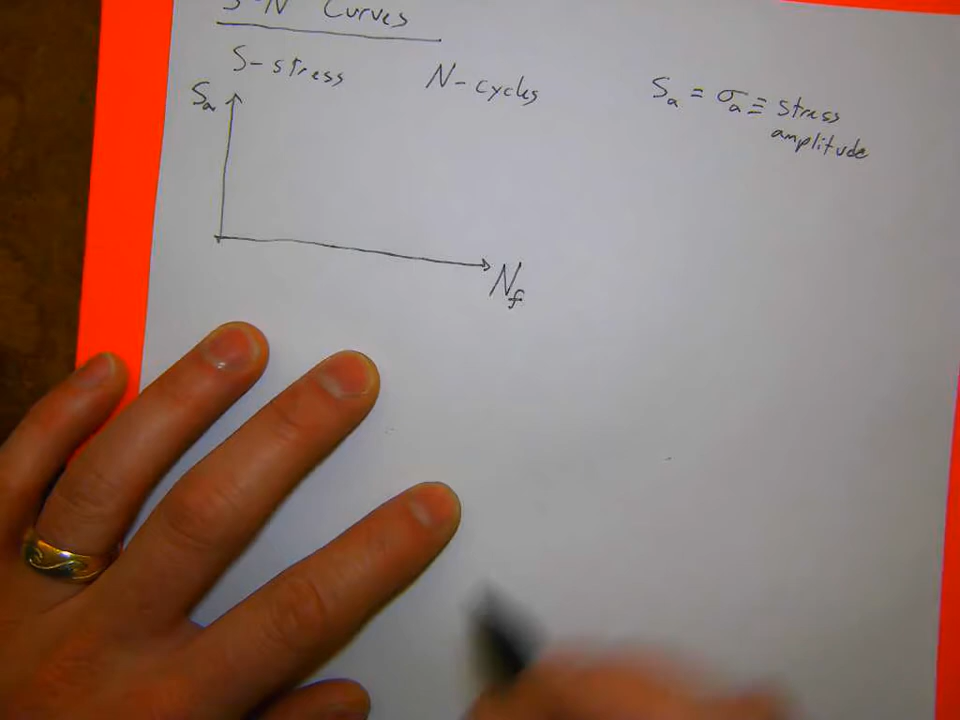 S-N Curves
S-stress N-cycles
Sa = σa ≡ stress
amplitude
Sa
Nf